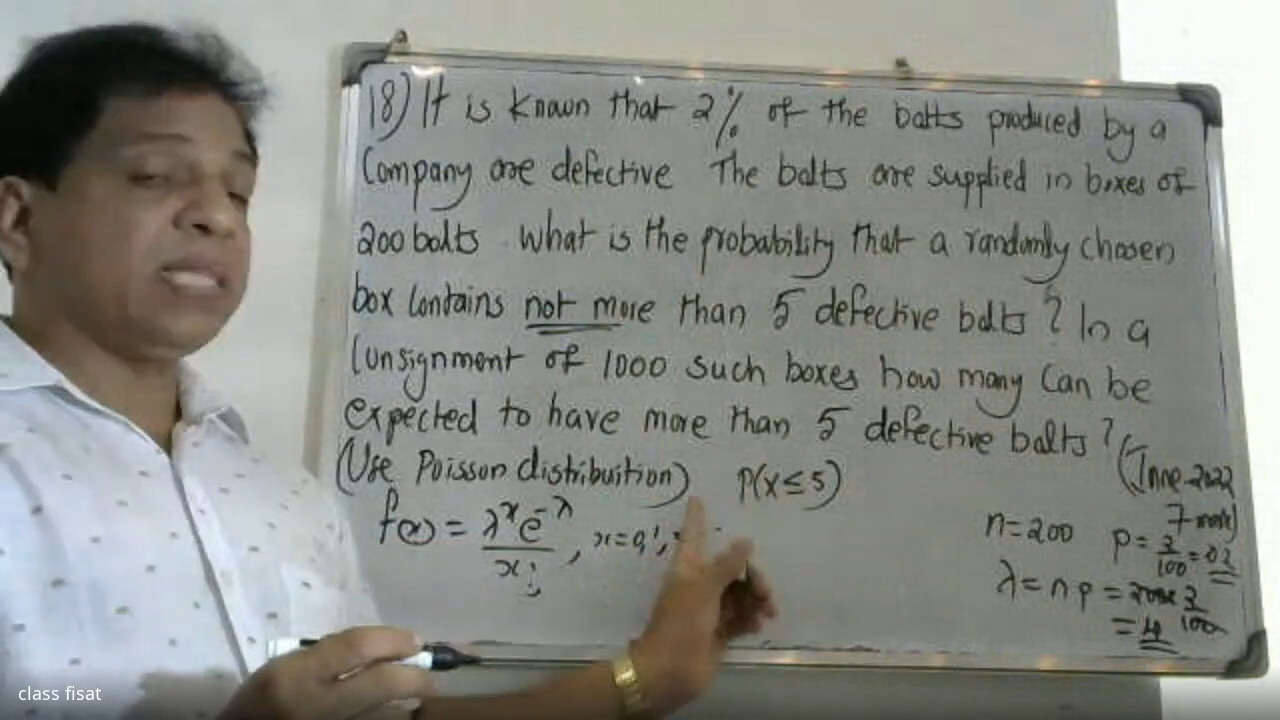 18) It is known that 2% of the bolts produced by a
Company are defective The bolts are supplied in boxes of
200 bolts. What is the probability that a randomly chosen
box contains not more than 5 defective bolts? In a
Consignment of 1000 such boxes how many Can be
expected to have more than 5 defective bolts?
(Use Poisson distribuition) P(x≤5)
(June-2022
7 mark)
f(x) = λ^x e^-λ / x! , x=0,1,
n=200 p=2/100=.02
λ=np=200×2/100
=4
class fisat